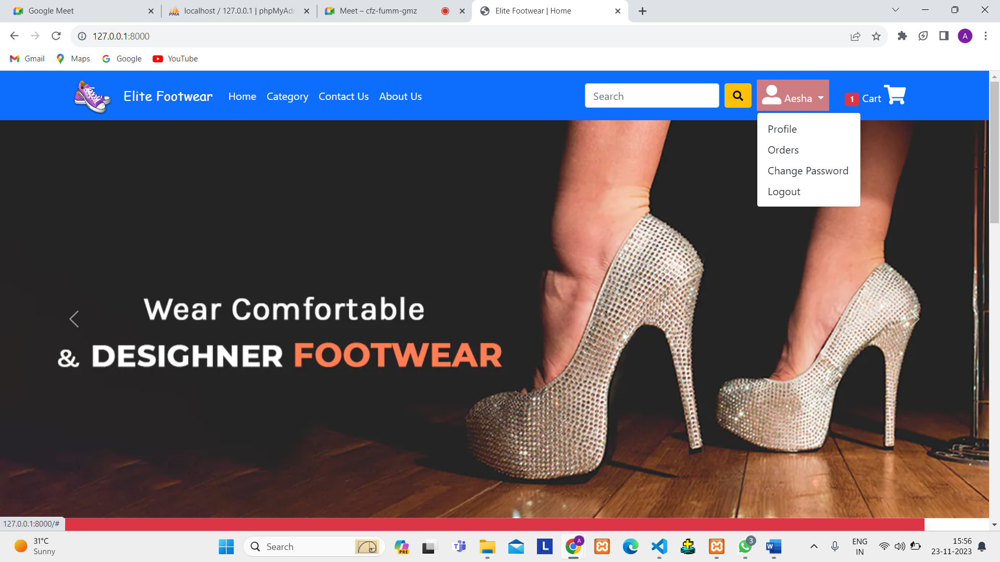 Google Meet
localhost / 127.0.0.1 | phpMyAdr
Meet – cfz-fumm-gmz
Elite Footwear | Home
127.0.0.1:8000
A
Gmail
Maps
Google
YouTube
Elite Footwear
Home
Category
Contact Us
About Us
Search
Aesha
1 Cart
Profile
Orders
Change Password
Logout
Wear Comfortable
& DESIGHNER FOOTWEAR
127.0.0.1:8000/#
31°C
Sunny
Search
PRE
L
A
3
W
ENG
IN
15:56
23-11-2023